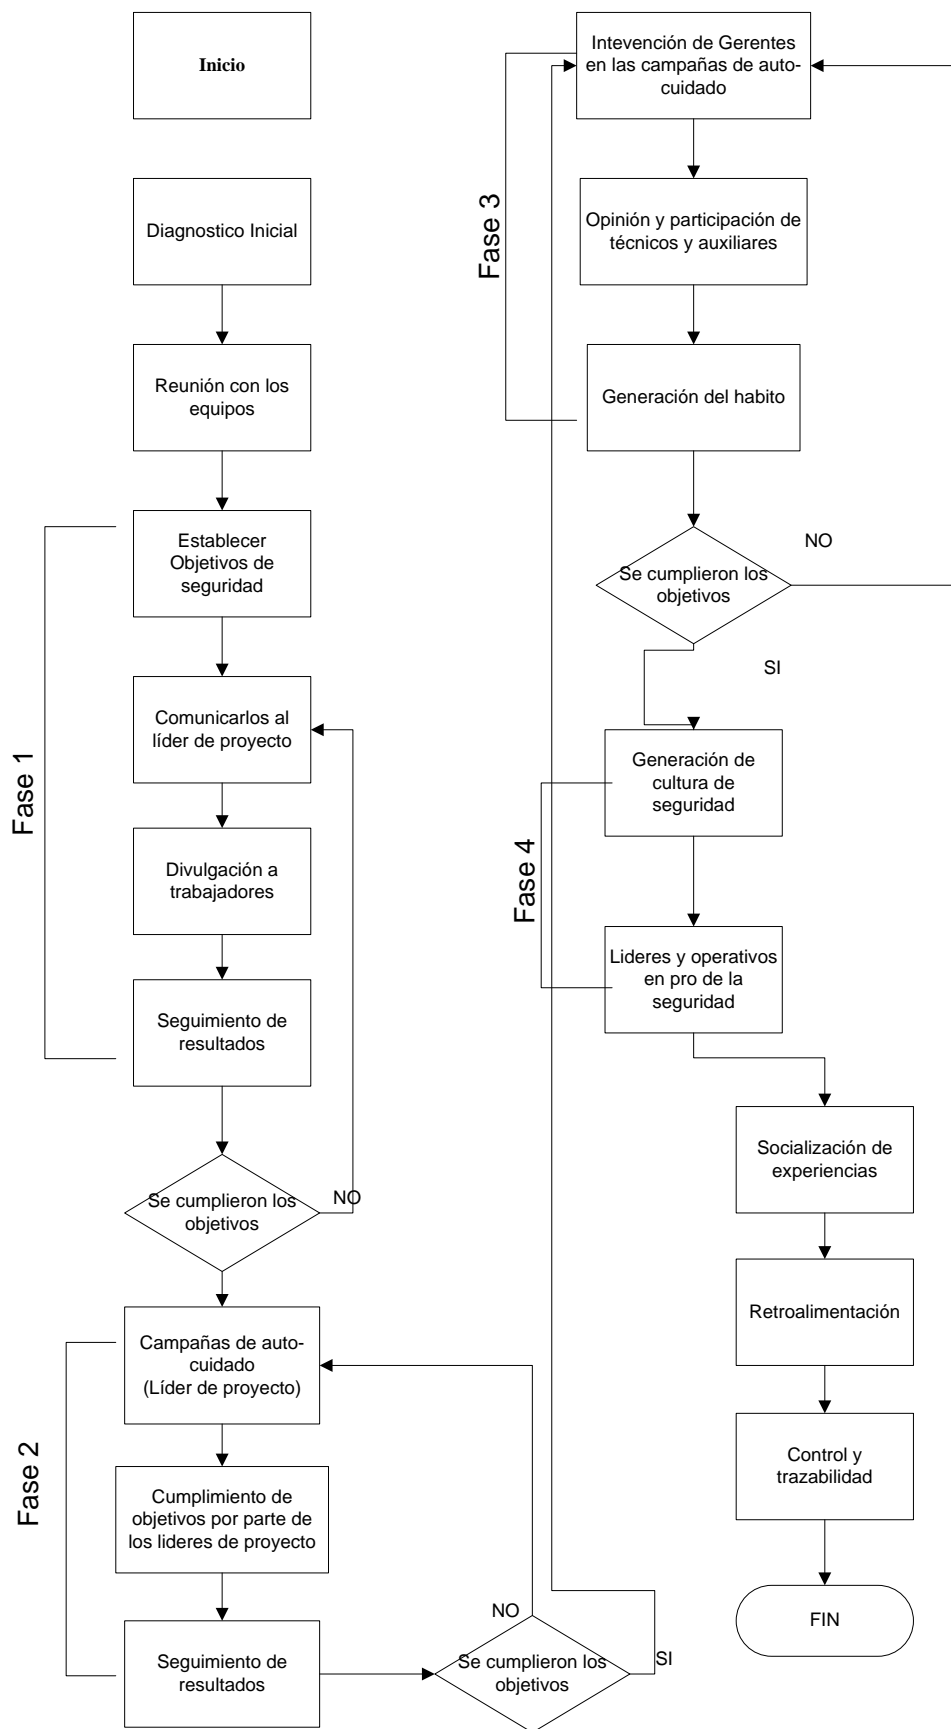 Inicio
Diagnostico Inicial
Reunión con los
equipos
Fase 1
Establecer
Objetivos de
seguridad
Comunicarlos al
líder de proyecto
Divulgación a
trabajadores
Seguimiento de
resultados
Se cumplieron los
objetivos
NO
Fase 2
Campañas de auto-
cuidado
(Líder de proyecto)
Cumplimiento de
objetivos por parte de
los lideres de proyecto
Seguimiento de
resultados
Se cumplieron los
objetivos
NO
SI
Fase 3
Intevención de Gerentes
en las campañas de auto-
cuidado
Opinión y participación de
técnicos y auxiliares
Generación del habito
Se cumplieron los
objetivos
NO
SI
Fase 4
Generación de
cultura de
seguridad
Lideres y operativos
en pro de la
seguridad
Socialización de
experiencias
Retroalimentación
Control y
trazabilidad
FIN